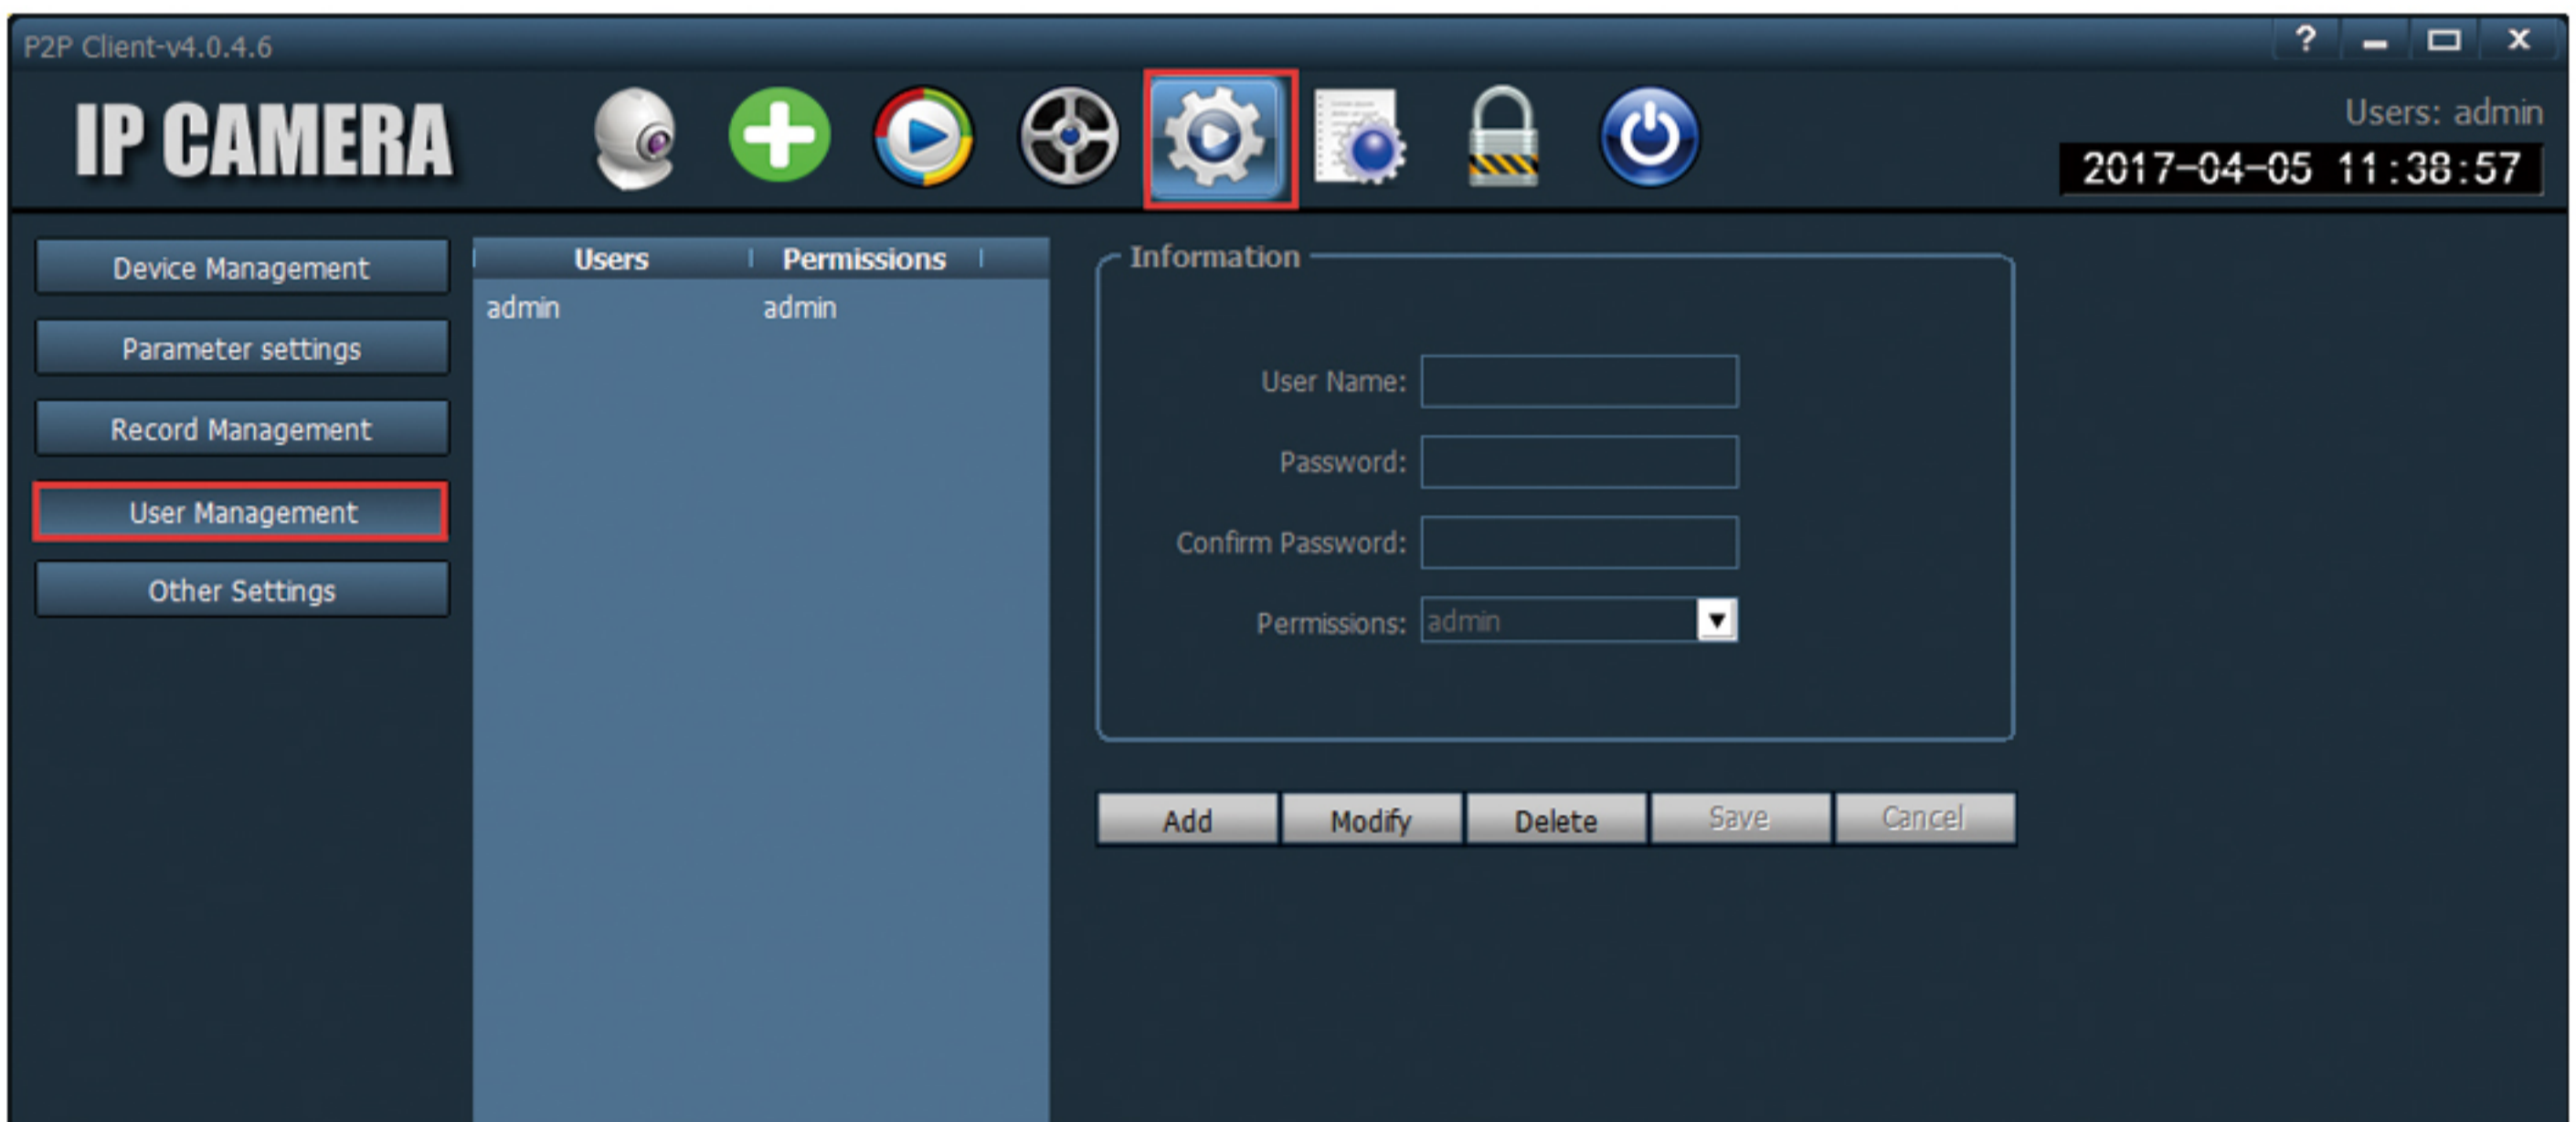 P2P Client-v4.0.4.6
IP CAMERA
Users: admin
2017-04-05 11:38:57
Device Management
Parameter settings
Record Management
User Management
Other Settings
Users Permissions
admin admin
Information
User Name:
Password:
Confirm Password:
Permissions: admin
Add Modify Delete Save Cancel